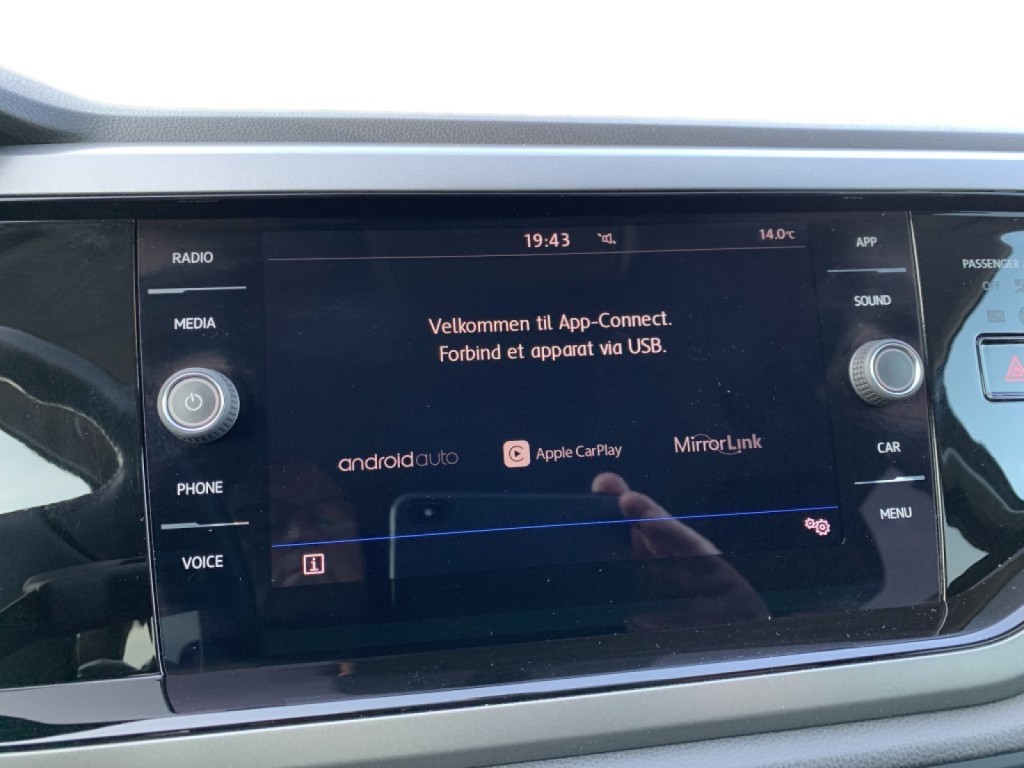 19:43
14.0°C
RADIO
MEDIA
PHONE
VOICE
Velkommen til App-Connect.
Forbind et apparat via USB.
androidauto
Apple CarPlay
MirrorLink
i
APP
SOUND
CAR
MENU
PASSENGER
OFF